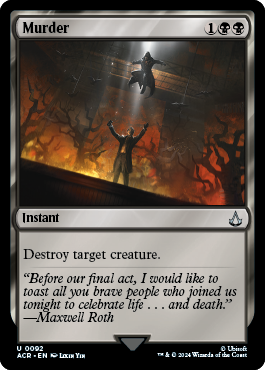 Murder 1
Instant
Destroy target creature.
“Before our final act, I would like to
toast all you brave people who joined us
tonight to celebrate life . . . and death.”
—Maxwell Roth
U 0092
ACR • EN Lixin Yin
© Ubisoft
™ & © 2024 Wizards of the Coast